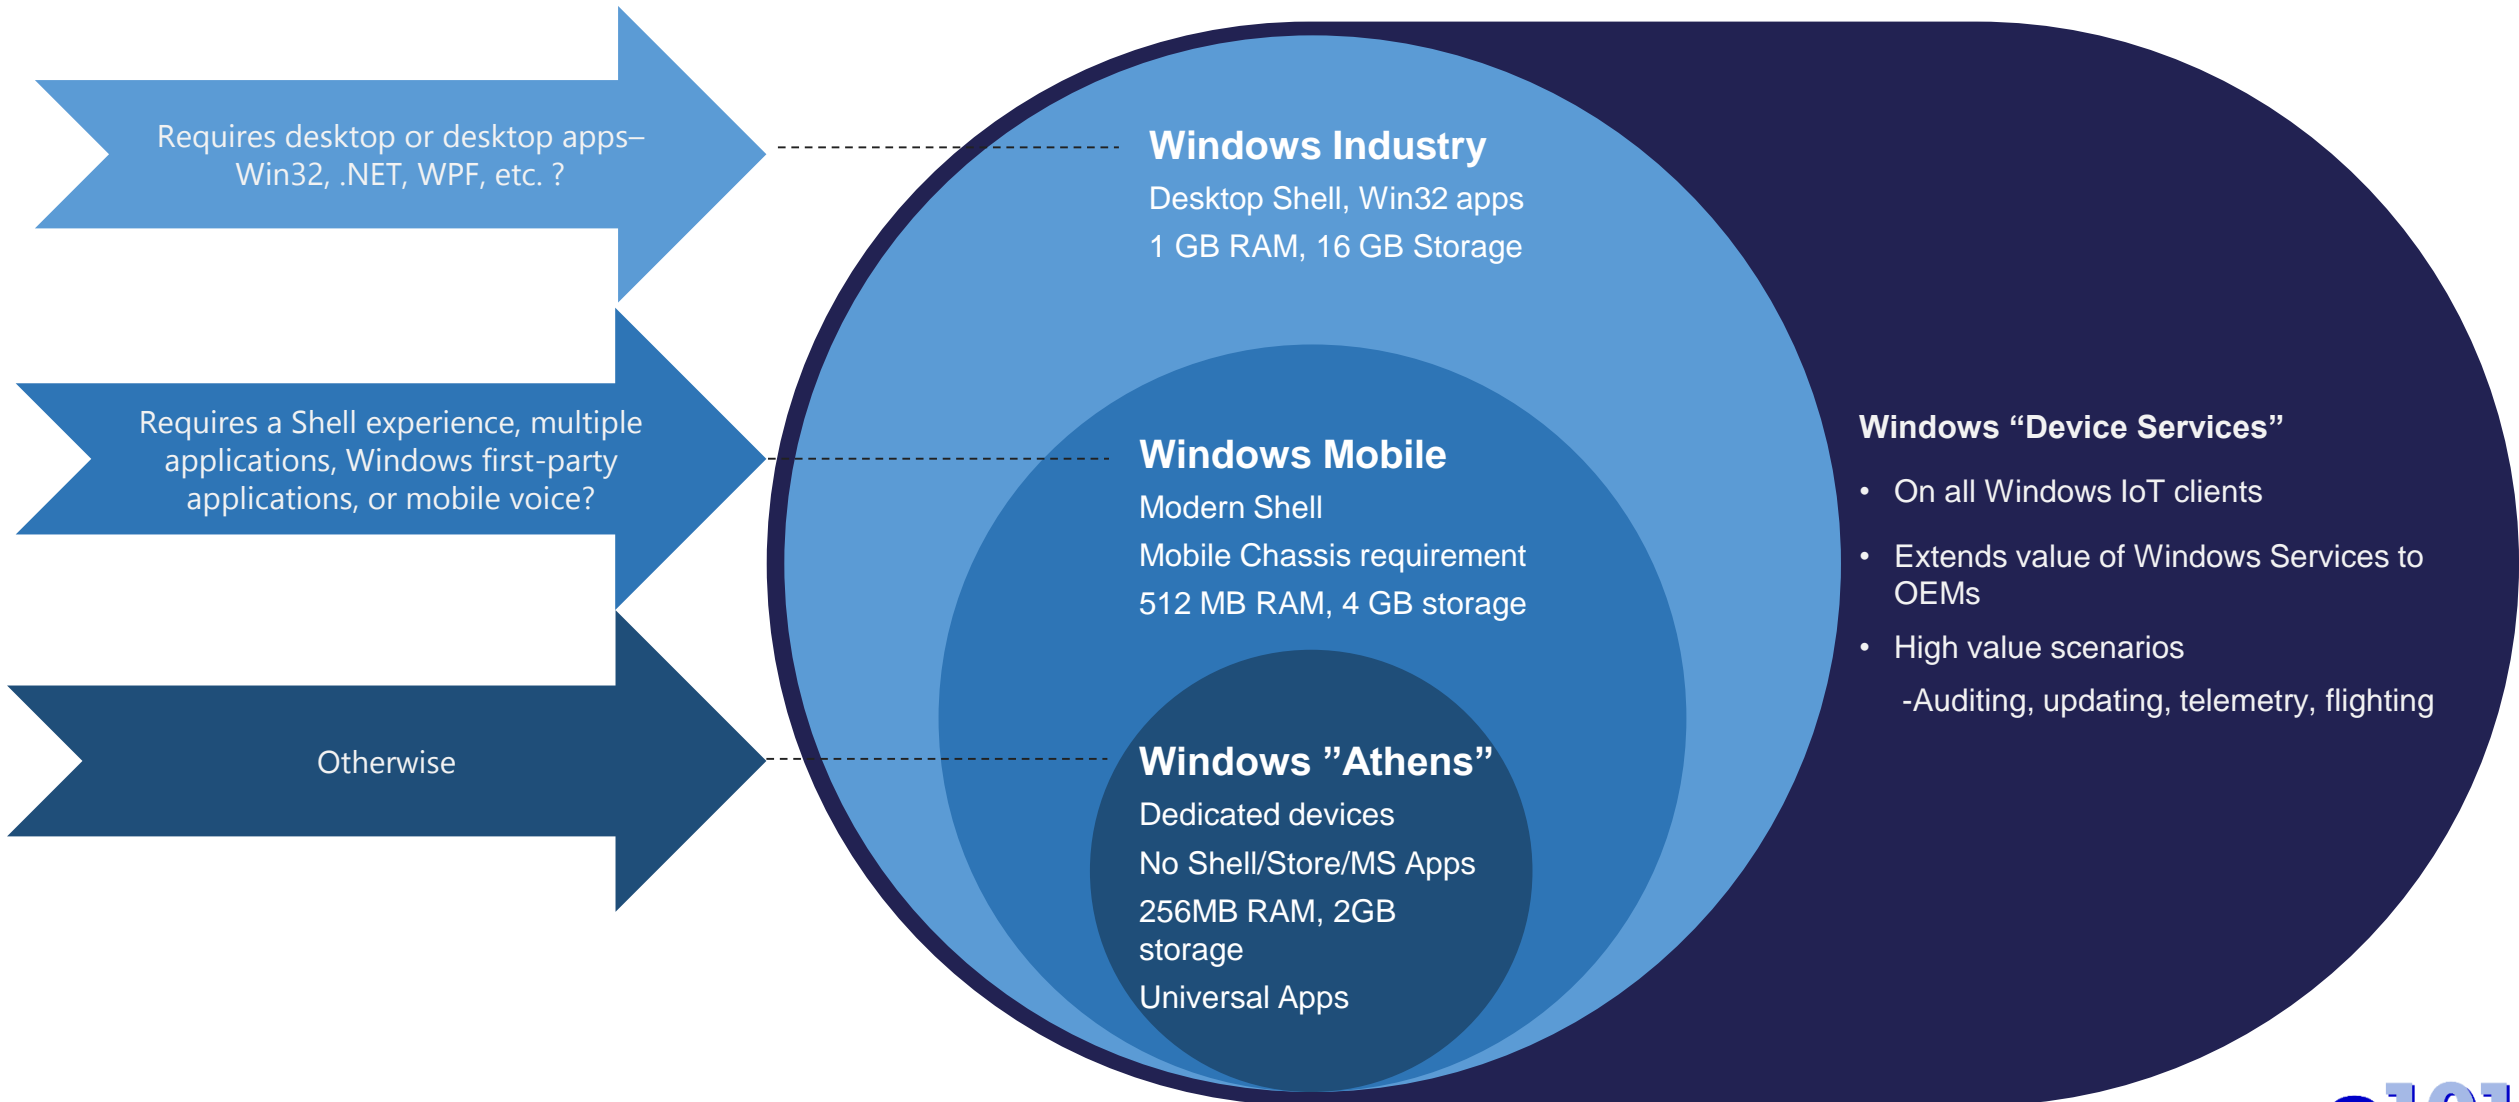 Requires desktop or desktop apps–
Win32, .NET, WPF, etc. ?
Requires a Shell experience, multiple
applications, Windows first-party
applications, or mobile voice?
Otherwise
Windows Industry
Desktop Shell, Win32 apps
1 GB RAM, 16 GB Storage
Windows Mobile
Modern Shell
Mobile Chassis requirement
512 MB RAM, 4 GB storage
Windows ”Athens”
Dedicated devices
No Shell/Store/MS Apps
256MB RAM, 2GB
storage
Universal Apps
Windows “Device Services”
• On all Windows IoT clients
• Extends value of Windows Services to
OEMs
• High value scenarios
-Auditing, updating, telemetry, flighting